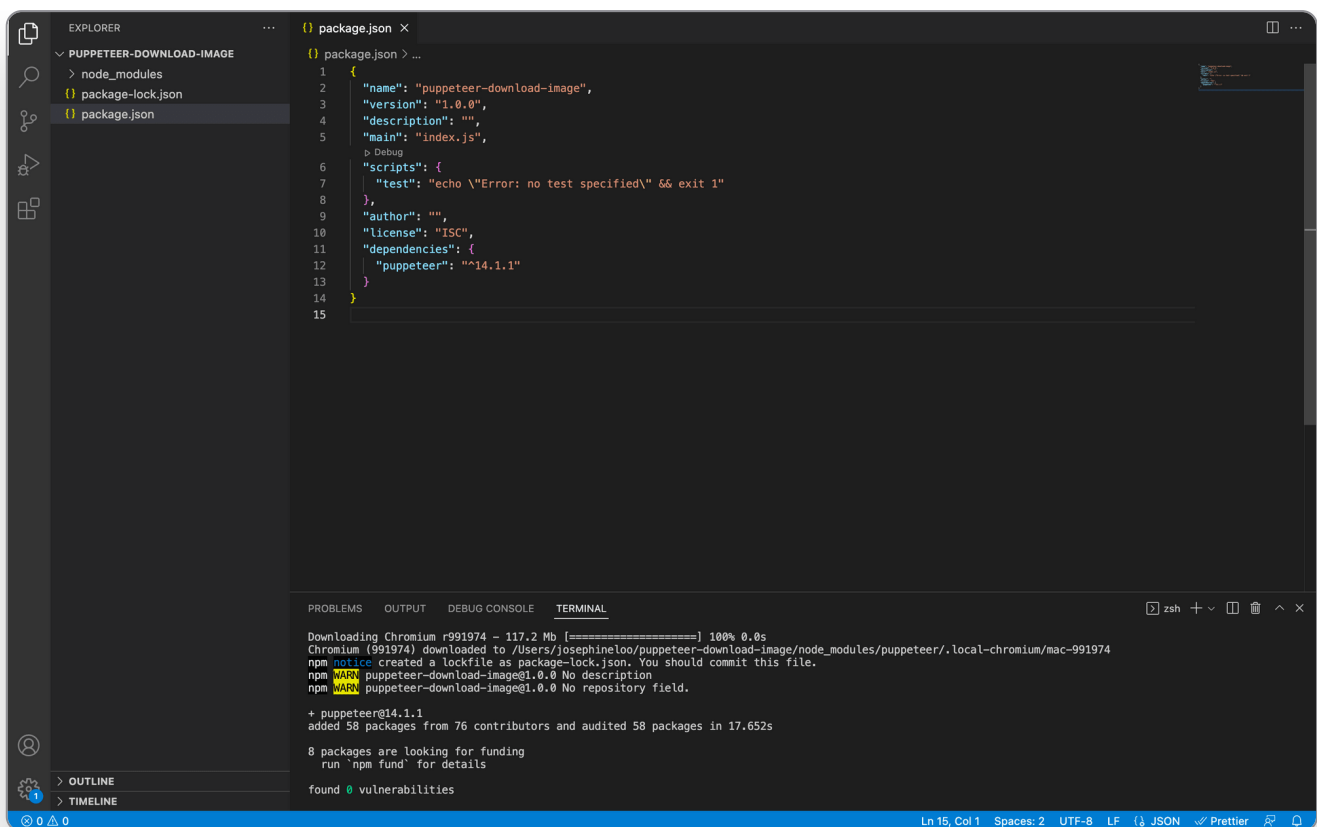 EXPLORER ···
PUPPETEER-DOWNLOAD-IMAGE
node_modules
{} package-lock.json
{} package.json
OUTLINE
TIMELINE
{} package.json ×
{} package.json > ...
1 {
2 "name": "puppeteer-download-image",
3 "version": "1.0.0",
4 "description": "",
5 "main": "index.js",
Debug
6 "scripts": {
7 "test": "echo \"Error: no test specified\" && exit 1"
8 },
9 "author": "",
10 "license": "ISC",
11 "dependencies": {
12 "puppeteer": "^14.1.1"
13 }
14 }
15
PROBLEMS OUTPUT DEBUG CONSOLE TERMINAL zsh
Downloading Chromium r991974 - 117.2 Mb [====================] 100% 0.0s
Chromium (991974) downloaded to /Users/josephineloo/puppeteer-download-image/node_modules/puppeteer/.local-chromium/mac-991974
npm notice created a lockfile as package-lock.json. You should commit this file.
npm WARN puppeteer-download-image@1.0.0 No description
npm WARN puppeteer-download-image@1.0.0 No repository field.
+ puppeteer@14.1.1
added 58 packages from 76 contributors and audited 58 packages in 17.652s
8 packages are looking for funding
run `npm fund` for details
found 0 vulnerabilities
1
0 0 Ln 15, Col 1 Spaces: 2 UTF-8 LF JSON Prettier